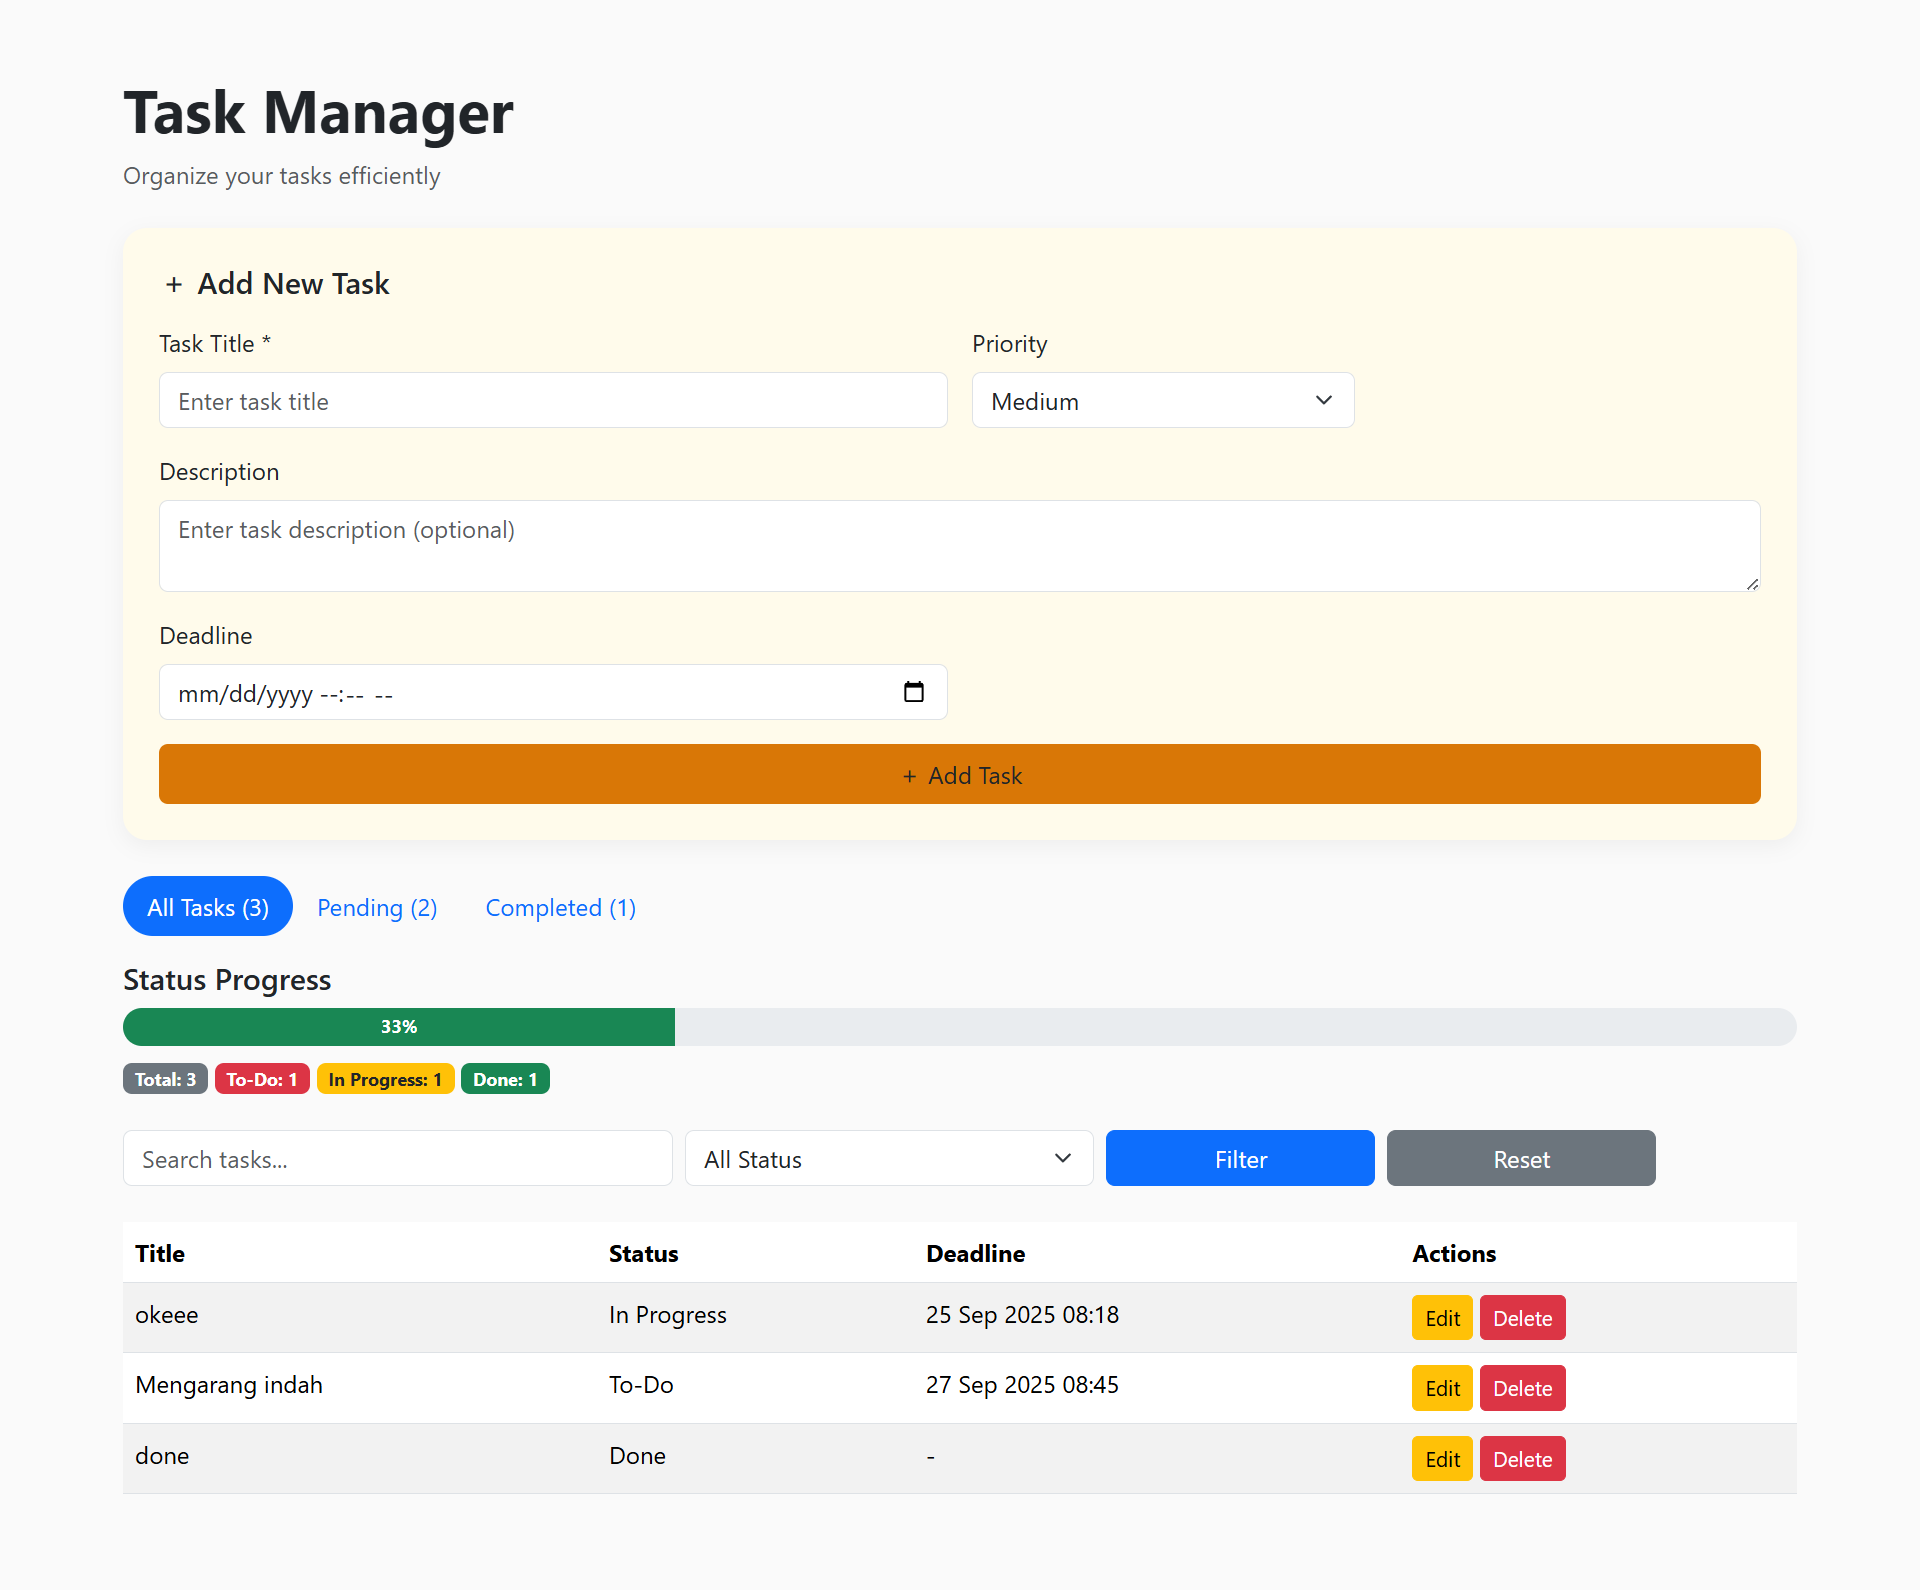 Task Manager
Organize your tasks efficiently
+ Add New Task
Task Title * Priority
Enter task title Medium
Description
Enter task description (optional)
Deadline
mm/dd/yyyy --:-- --
+ Add Task
All Tasks (3) Pending (2) Completed (1)
Status Progress
33%
Total: 3 To-Do: 1 In Progress: 1 Done: 1
Search tasks... All Status Filter Reset
Title Status Deadline Actions
okeee In Progress 25 Sep 2025 08:18 Edit Delete
Mengarang indah To-Do 27 Sep 2025 08:45 Edit Delete
done Done - Edit Delete